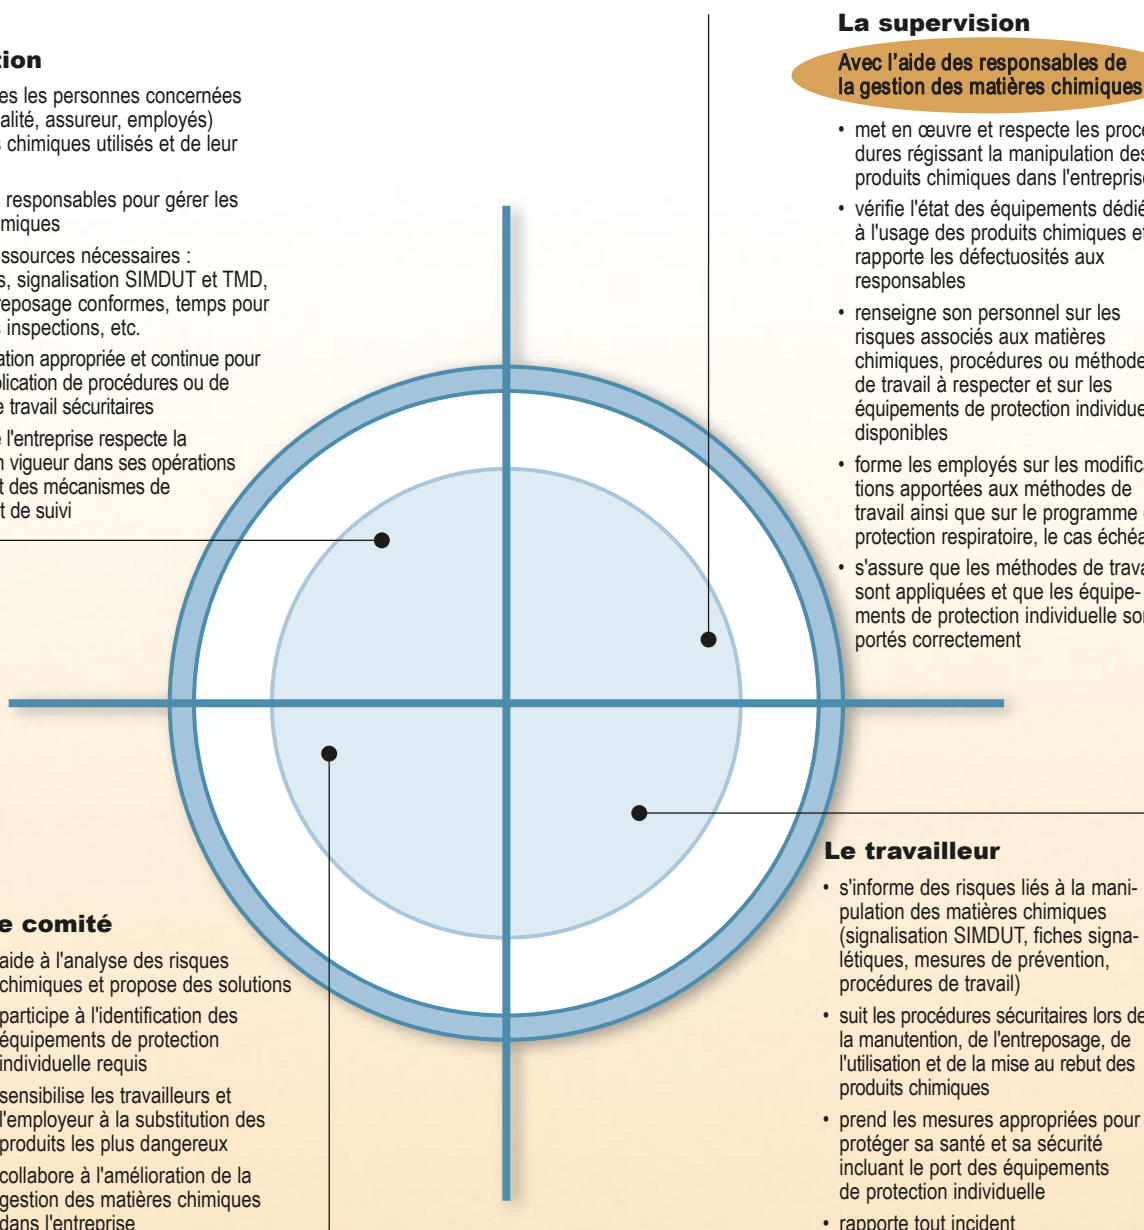 tion
es les personnes concernées
alité, assureur, employés)
s chimiques utilisés et de leur
responsables pour gérer les
miques
ssources nécessaires :
s, signalisation SIMDUT et TMD,
reposage conformes, temps pour
s inspections, etc.
ation appropriée et continue pour
plication de procédures ou de
e travail sécuritaires
e l'entreprise respecte la
n vigueur dans ses opérations
t des mécanismes de
t de suivi
La supervision
Avec l'aide des responsables de
la gestion des matières chimiques
• met en œuvre et respecte les procé
dures régissant la manipulation des
produits chimiques dans l'entreprise
• vérifie l'état des équipements dédié
à l'usage des produits chimiques et
rapporte les défectuosités aux
responsables
• renseigne son personnel sur les
risques associés aux matières
chimiques, procédures ou méthode
de travail à respecter et sur les
équipements de protection individue
disponibles
• forme les employés sur les modifica
tions apportées aux méthodes de
travail ainsi que sur le programme
protection respiratoire, le cas échéa
• s'assure que les méthodes de trava
sont appliquées et que les équipe-
ments de protection individuelle so
portés correctement
e comité
aide à l'analyse des risques
chimiques et propose des solutions
participe à l'identification des
équipements de protection
individuelle requis
sensibilise les travailleurs et
l'employeur à la substitution des
produits les plus dangereux
collabore à l'amélioration de la
gestion des matières chimiques
dans l'entreprise
Le travailleur
• s'informe des risques liés à la mani-
pulation des matières chimiques
(signalisation SIMDUT, fiches signa-
létiques, mesures de prévention,
procédures de travail)
• suit les procédures sécuritaires lors de
la manutention, de l'entreposage, de
l'utilisation et de la mise au rebut des
produits chimiques
• prend les mesures appropriées pour
protéger sa santé et sa sécurité
incluant le port des équipements
de protection individuelle
• rapporte tout incident